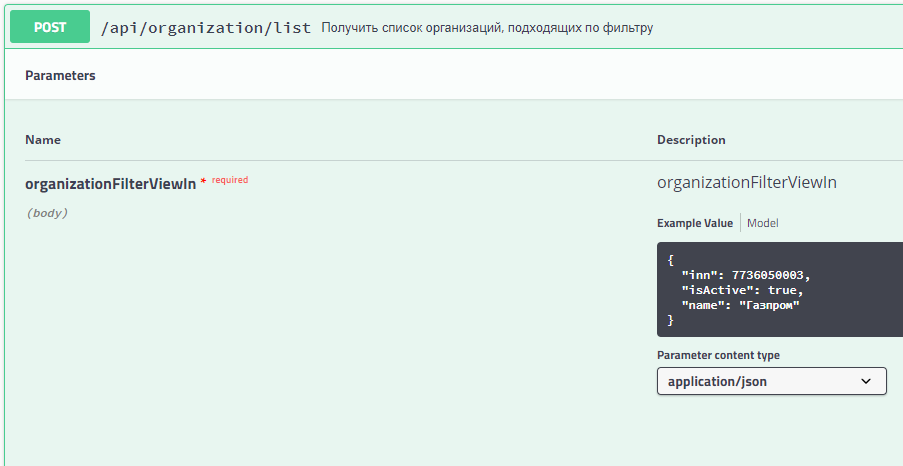 POST /api/organization/list Получить список организаций, подходящих по фильтру
Parameters
Name Description
organizationFilterViewIn * required organizationFilterViewIn
(body)
Example Value Model
{
"inn": 7736050003,
"isActive": true,
"name": "Газпром"
}
Parameter content type
application/json